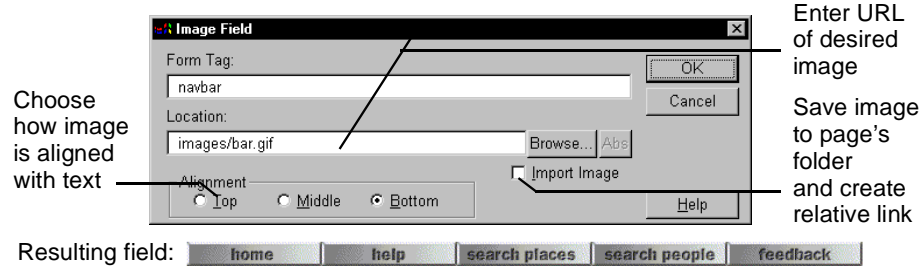 Image Field
Enter URL
of desired
image
Form Tag:
navbar
OK
Cancel
Choose
how image
is aligned
with text
Location:
images/bar.gif
Browse...
Abs
Save image
to page's
folder
and create
relative link
Import Image
Alignment
Top
Middle
Bottom
Help
Resulting field:
home
help
search places
search people
feedback